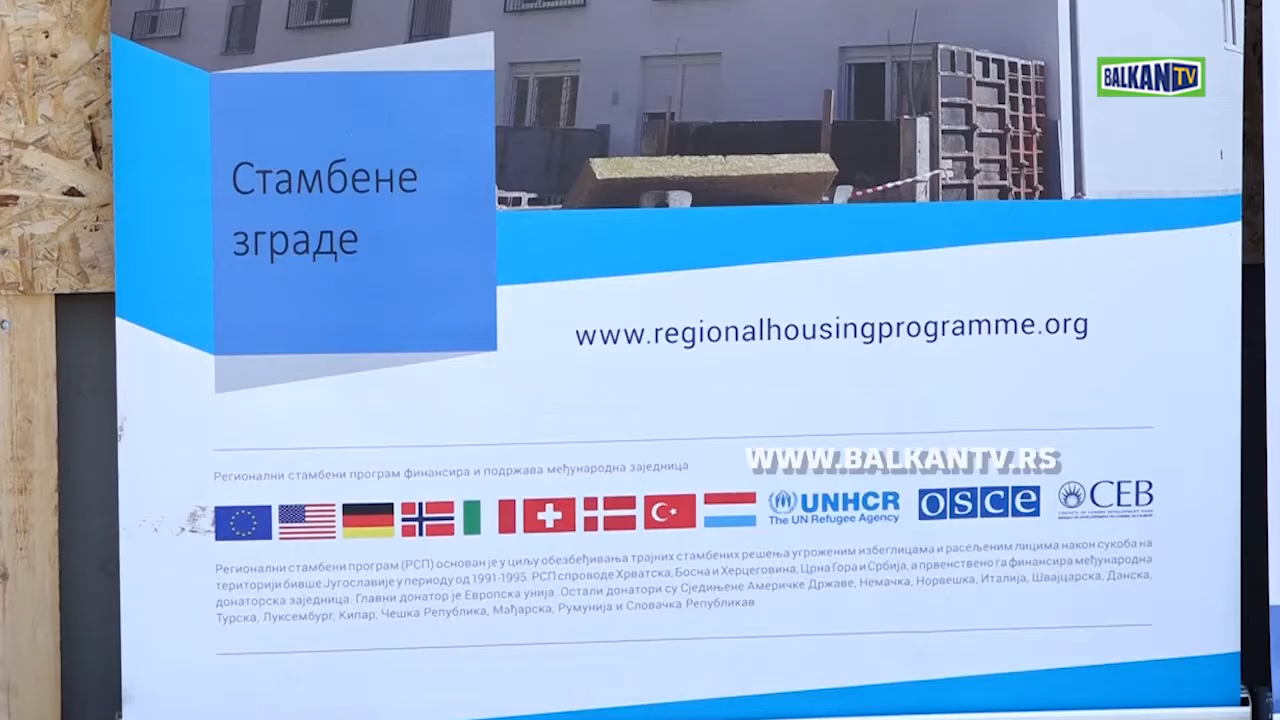 BALKAN TV
Стамбене
зграде
www.regionalhousingprogramme.org
WWW.BALKANTV.RS
Регионални стамбени програм финансира и подржава међународна заједница
UNHCR
The UN Refugee Agency
osce
CEB
Регионални стамбени програм (РСП) основан је у циљу обезбеђивања трајних стамбених решења угроженим избеглицама и расељеним лицима након сукоба на
територији бивше Југославије у периоду од 1991-1995. РСП спроводе Хрватска, Босна и Херцеговина, Црна Гора и Србија, а првенствено га финансира међународна
донаторска заједница. Главни донатор је Европска унија. Остали донатори су Сједињене Америчке Државе, Немачка, Норвешка, Италија, Швајцарска, Данска,
Турска, Луксембург, Кипар, Чешка Република, Мађарска, Румунија и Словачка Републикав